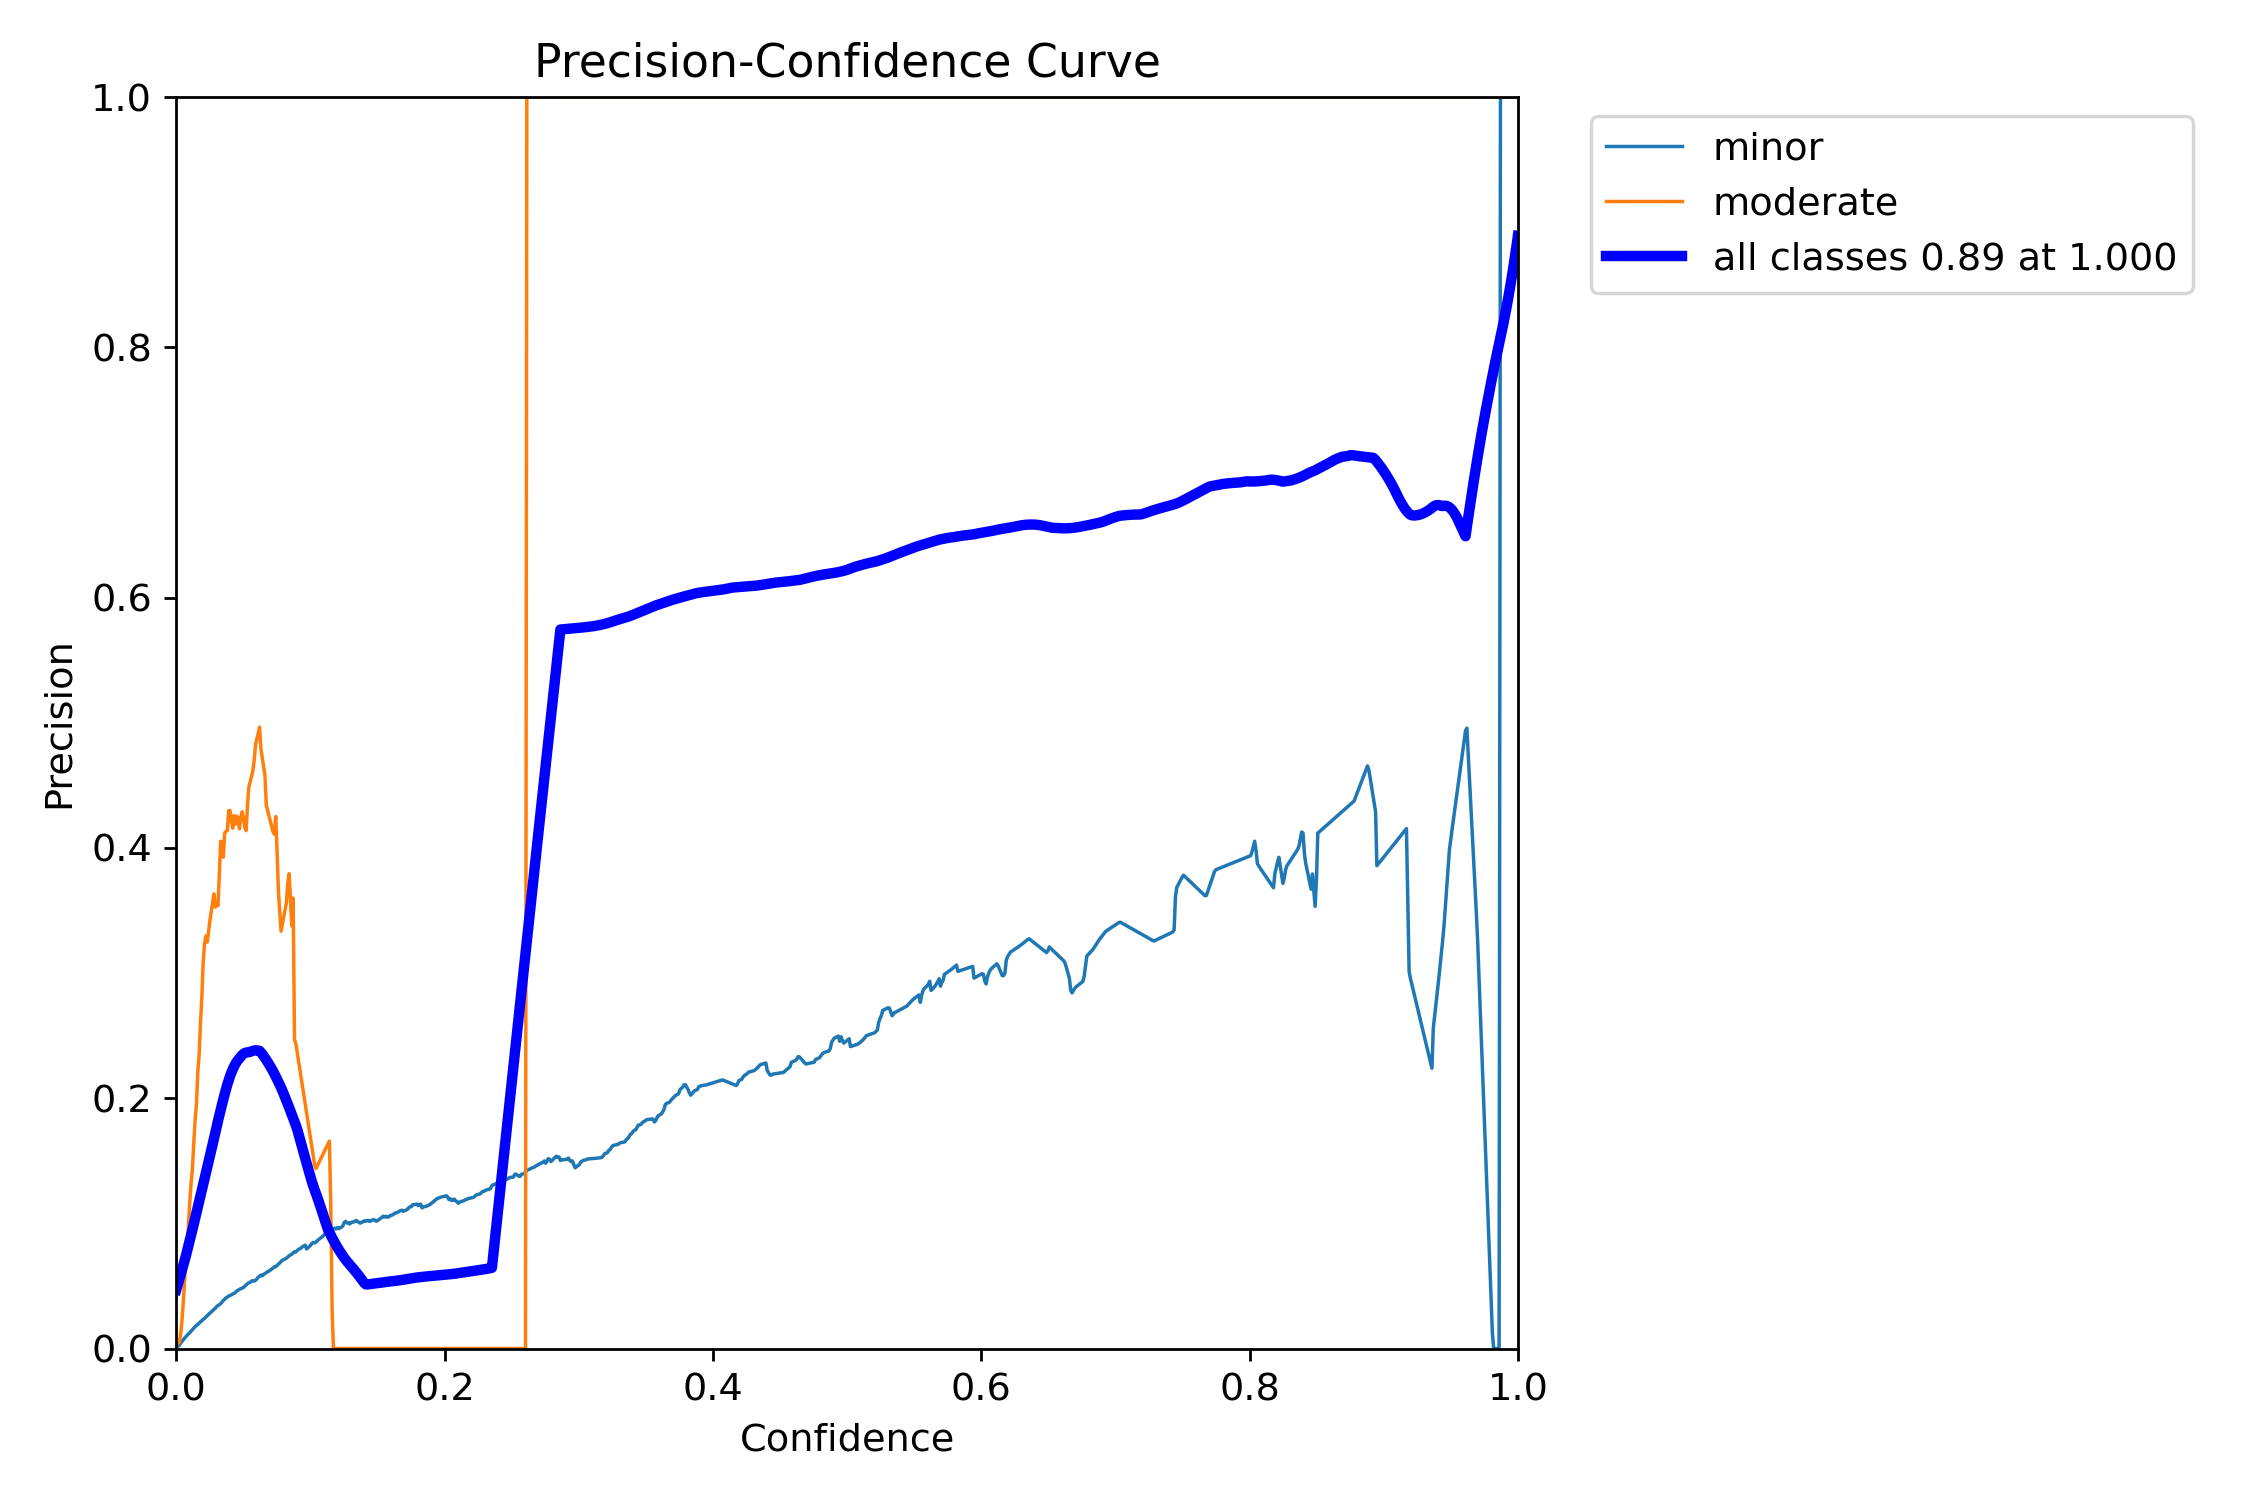 Precision-Confidence Curve
1.0
0.8
0.6
0.4
0.2
0.0
Precision
0.0 0.2 0.4 0.6 0.8 1.0
Confidence
minor
moderate
all classes 0.89 at 1.000